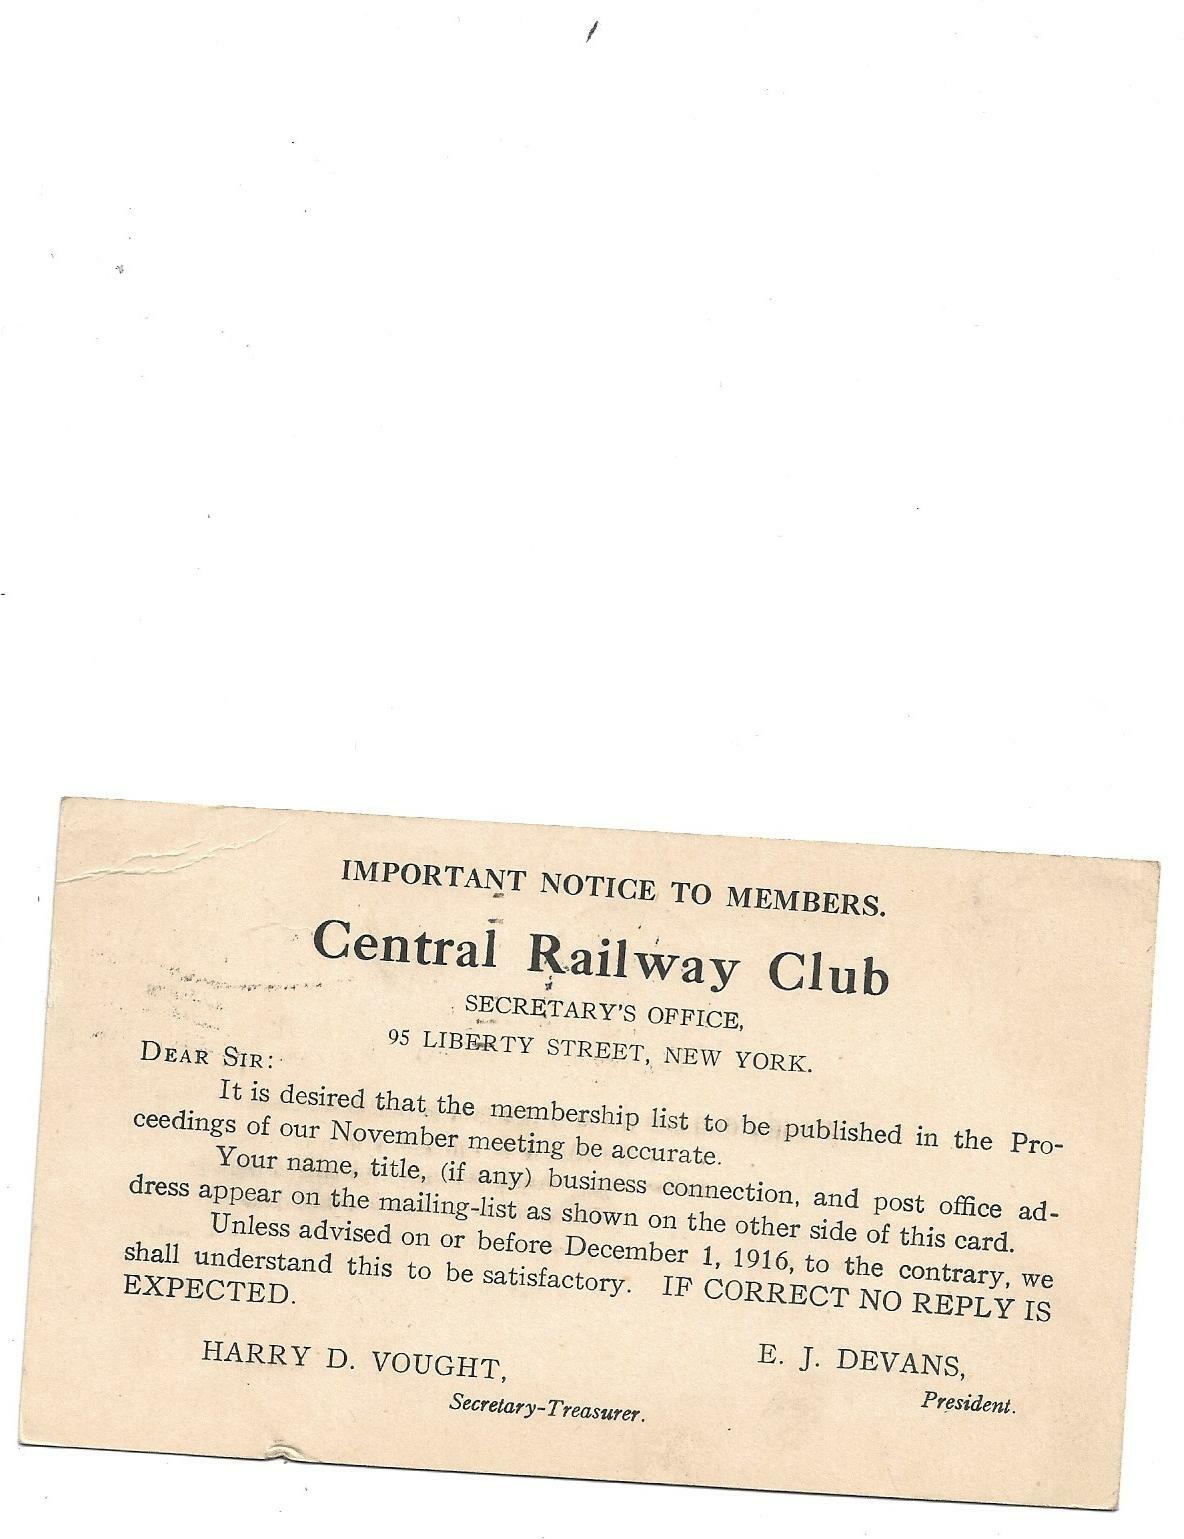 IMPORTANT NOTICE TO MEMBERS.
Central Railway Club
SECRETARY'S OFFICE,
95 LIBERTY STREET, NEW YORK.
DEAR SIR:
It is desired that the membership list to be published in the Pro-
ceedings of our November meeting be accurate.
Your name, title, (if any) business connection, and post office ad-
dress appear on the mailing-list as shown on the other side of this card.
Unless advised on or before December 1, 1916, to the contrary, we
shall understand this to be satisfactory. IF CORRECT NO REPLY IS
EXPECTED.
HARRY D. VOUGHT,
Secretary-Treasurer.
E. J. DEVANS,
President.